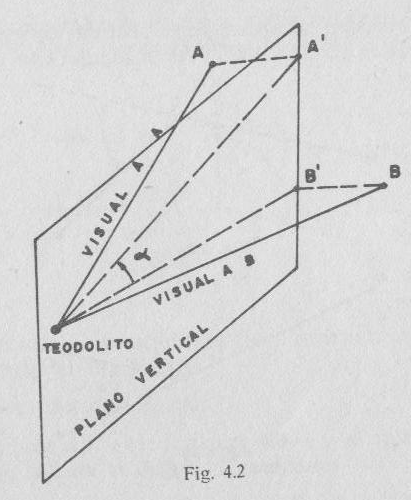 A
A'
VISUAL A A
B'
B
α
VISUAL A B
TEODOLITO
PLANO VERTICAL
Fig. 4.2